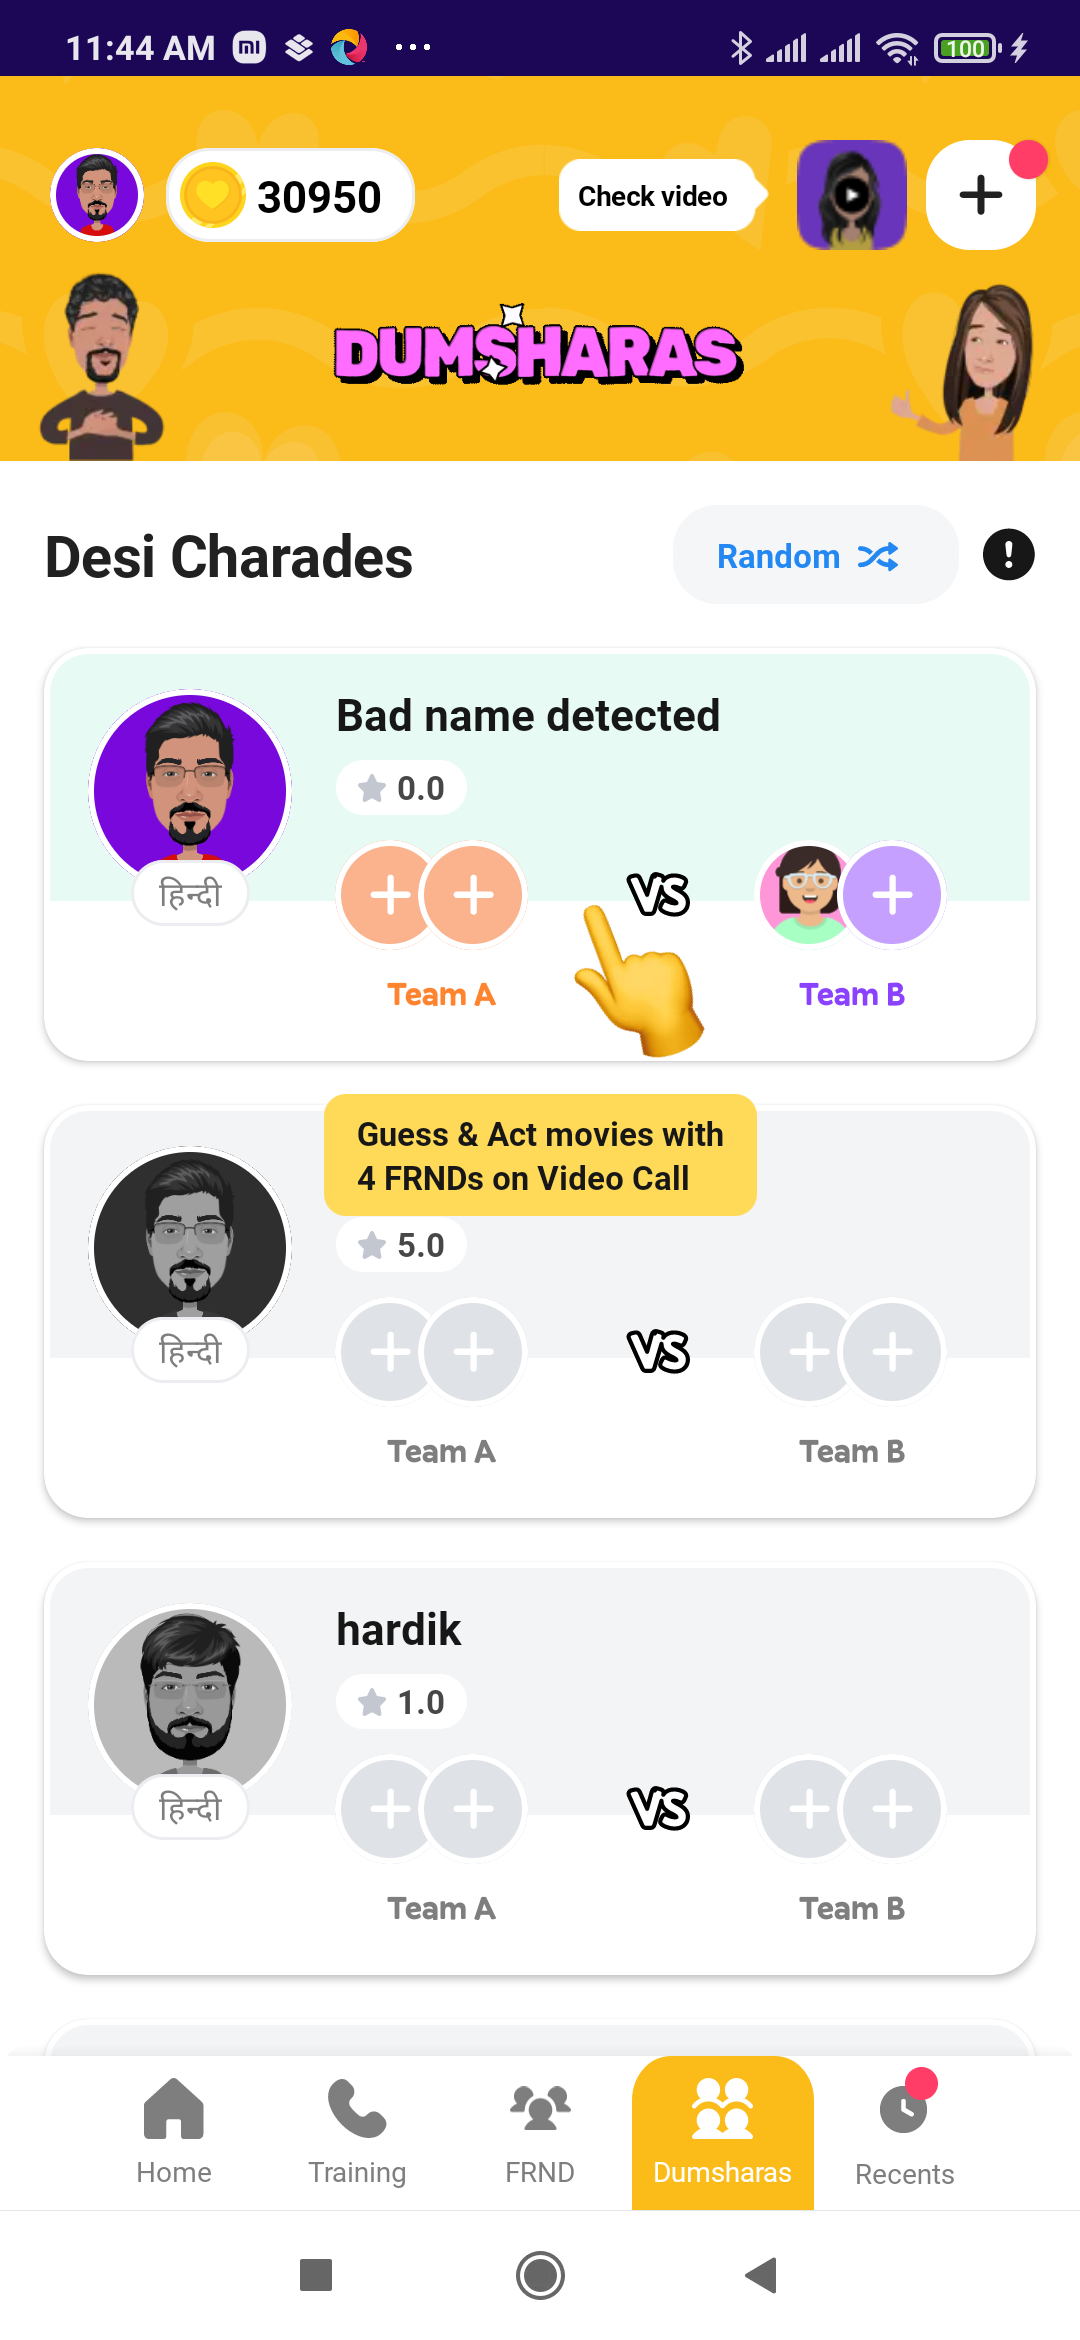 11:44 AM
100
30950
Check video
DUMSHARAS
Desi Charades
Random
Bad name detected
0.0
हिन्दी
VS
Team A
Team B
Guess & Act movies with
4 FRNDs on Video Call
5.0
हिन्दी
VS
Team A
Team B
hardik
1.0
हिन्दी
VS
Team A
Team B
Home
Training
FRND
Dumsharas
Recents